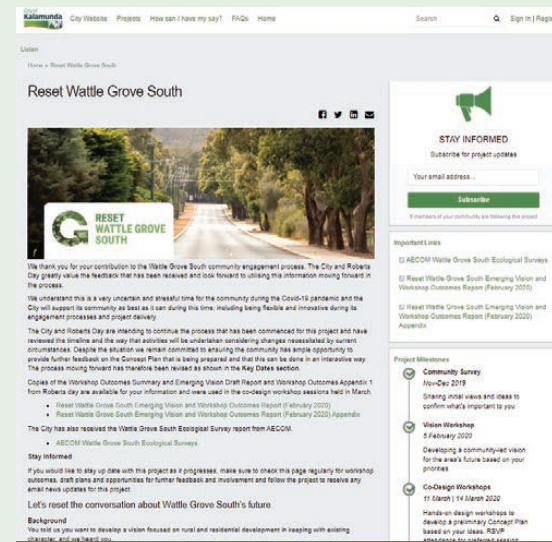 City of
Kalamunda
City Website Projects How can I have my say? FAQs Home
Search
Sign In | Regis
Listen
Home » Reset Wattle Grove South
Reset Wattle Grove South
RESET
WATTLE GROVE
SOUTH
We thank you for your contribution to the Wattle Grove South community engagement process. The City and Roberts
Day greatly value the feedback that has been received and look forward to utilising this information moving forward in
the process.
We understand this is a very uncertain and stressful time for the community during the Covid-19 pandemic and the
City will support its community as best as it can during this time; including being flexible and innovative during its
engagement processes and project delivery.
The City and Roberts Day are intending to continue the process that has been commenced for this project and have
reviewed the timeline and the way that activities will be undertaken considering changes necessitated by current
circumstances. Despite the situation we remain committed to ensuring the community has ample opportunity to
provide further feedback on the Concept Plan that is being prepared and that this can be done in an interactive way.
The process moving forward has therefore been revised as shown in the Key Dates section.
Copies of the Workshop Outcomes Summary and Emerging Vision Draft Report and Workshop Outcomes Appendix 1
from Roberts day are available for your information and were used in the co-design workshop sessions held in March.
Reset Wattle Grove South Emerging Vision and Workshop Outcomes Report (February 2020)
Reset Wattle Grove South Emerging Vision and Workshop Outcomes Report (February 2020) Appendix
The City has also received the Wattle Grove South Ecological Survey report from AECOM.
AECOM Wattle Grove South Ecological Surveys
Stay Informed
If you would like to stay up date with this project as it progresses, make sure to check this page regularly for workshop
outcomes, draft plans and opportunities for further feedback and involvement and follow the project to receive any
email news updates for this project.
Let's reset the conversation about Wattle Grove South's future
Background
You told us you want to develop a vision focused on rural and residential development in keeping with existing
character, and we heard you.
STAY INFORMED
Subscribe for project updates
Your email address...
Subscribe
members of your community are following this project
Important Links
AECOM Wattle Grove South Ecological Surveys
Reset Wattle Grove South Emerging Vision and
Workshop Outcomes Report (February 2020)
Reset Wattle Grove South Emerging Vision and
Workshop Outcomes Report (February 2020)
Appendix
Project Milestones
Community Survey
Nov-Dec 2019
Sharing initial views and ideas to
confirm what's important to you
Vision Workshop
5 February 2020
Developing a community-led vision
for the area's future based on your
priorities
Co-Design Workshops
11 March | 14 March 2020
Hands-on design workshops to
develop a preliminary Concept Plan
based on your ideas. RSVP
attendance for preferred session